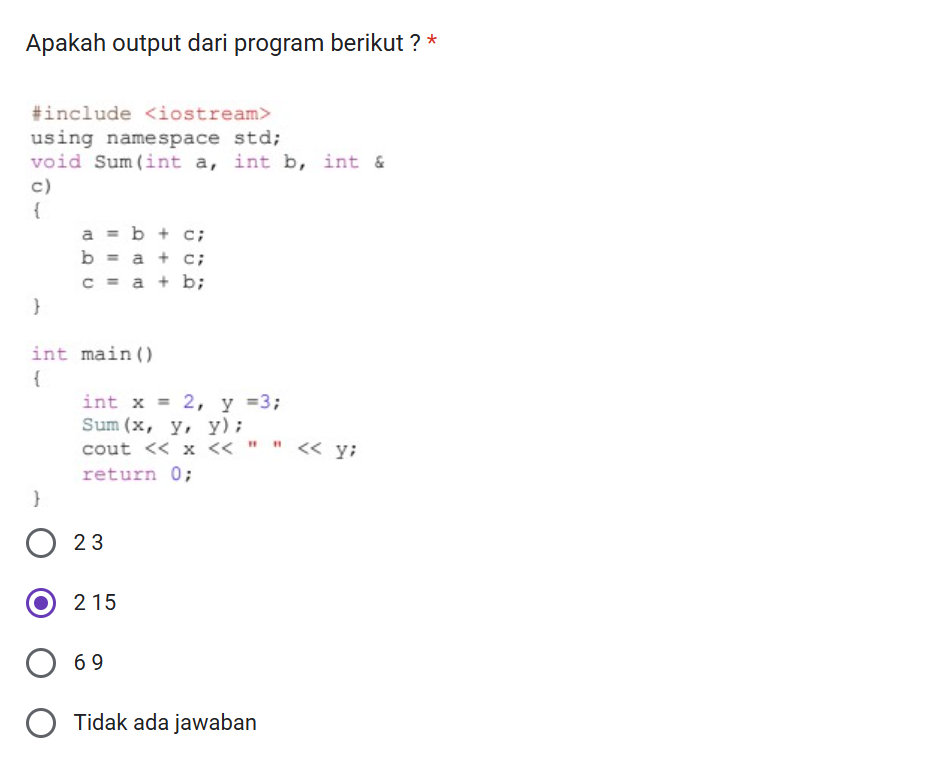 Apakah output dari program berikut ? *
#include <iostream>
using namespace std;
void Sum(int a, int b, int &
c)
{
    a = b + c;
    b = a + c;
    c = a + b;
}

int main()
{
    int x = 2, y =3;
    Sum(x, y, y);
    cout << x << " " << y;
    return 0;
}
2 3
2 15
6 9
Tidak ada jawaban